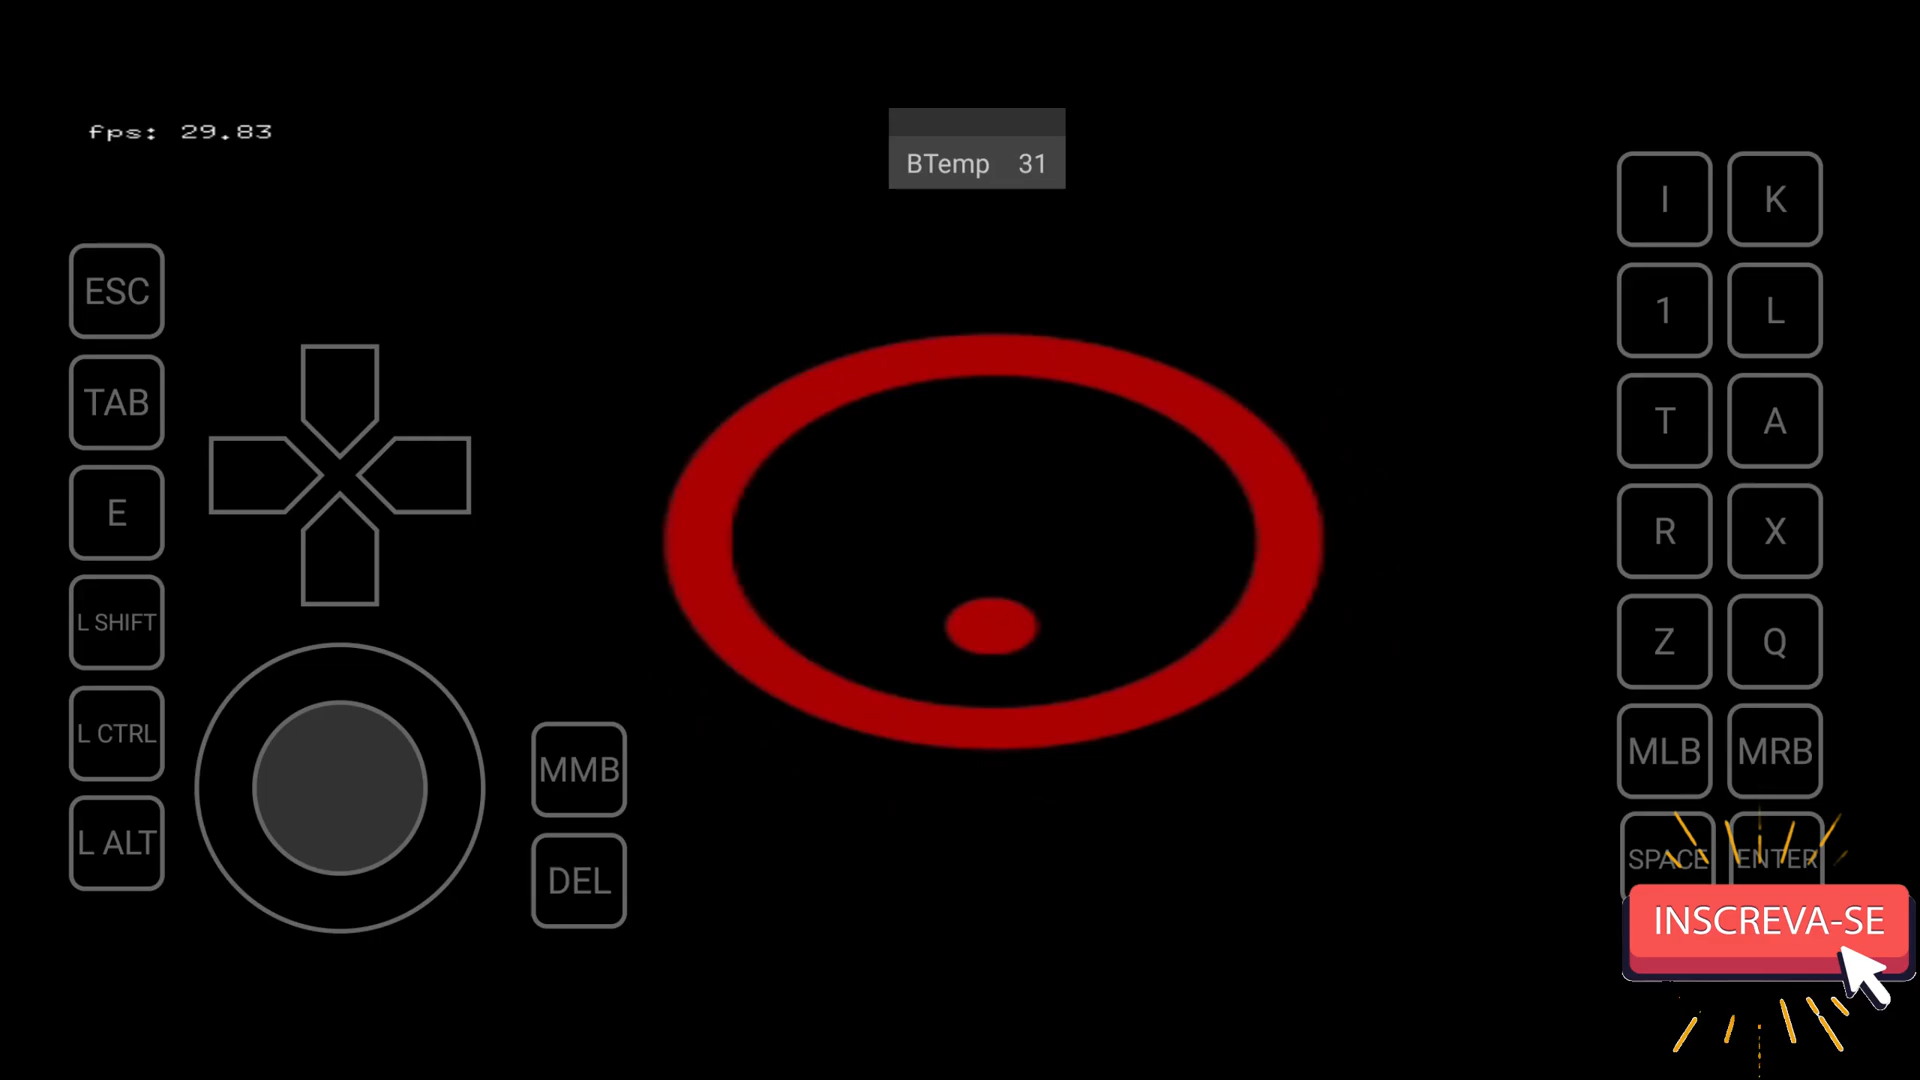 fps: 29.83
BTemp 31
I K
ESC
1 L
TAB
T A
E
R X
L SHIFT
Z Q
L CTRL
MMB
MLB MRB
L ALT
DEL
SPACE ENTER
INSCREVA-SE